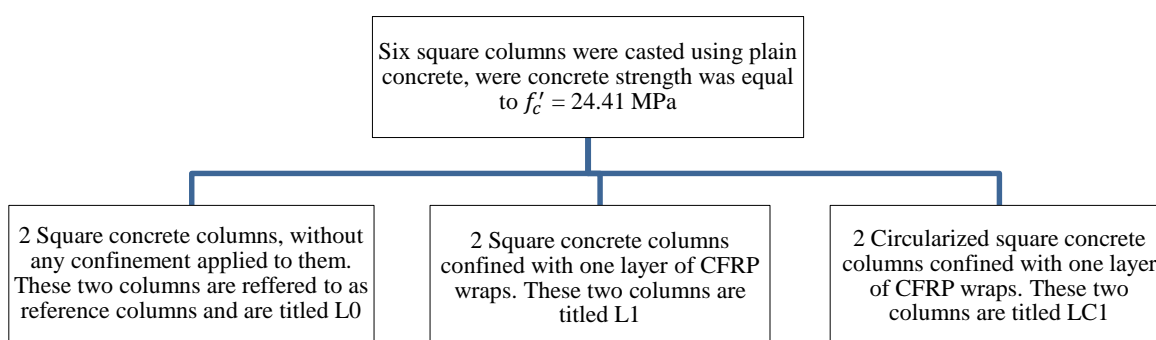 Six square columns were casted using plain
concrete, were concrete strength was equal
to f′c = 24.41 MPa
2 Square concrete columns, without
any confinement applied to them.
These two columns are reffered to as
reference columns and are titled L0
2 Square concrete columns
confined with one layer of CFRP
wraps. These two columns are
titled L1
2 Circularized square concrete
columns confined with one layer
of CFRP wraps. These two
columns are titled LC1